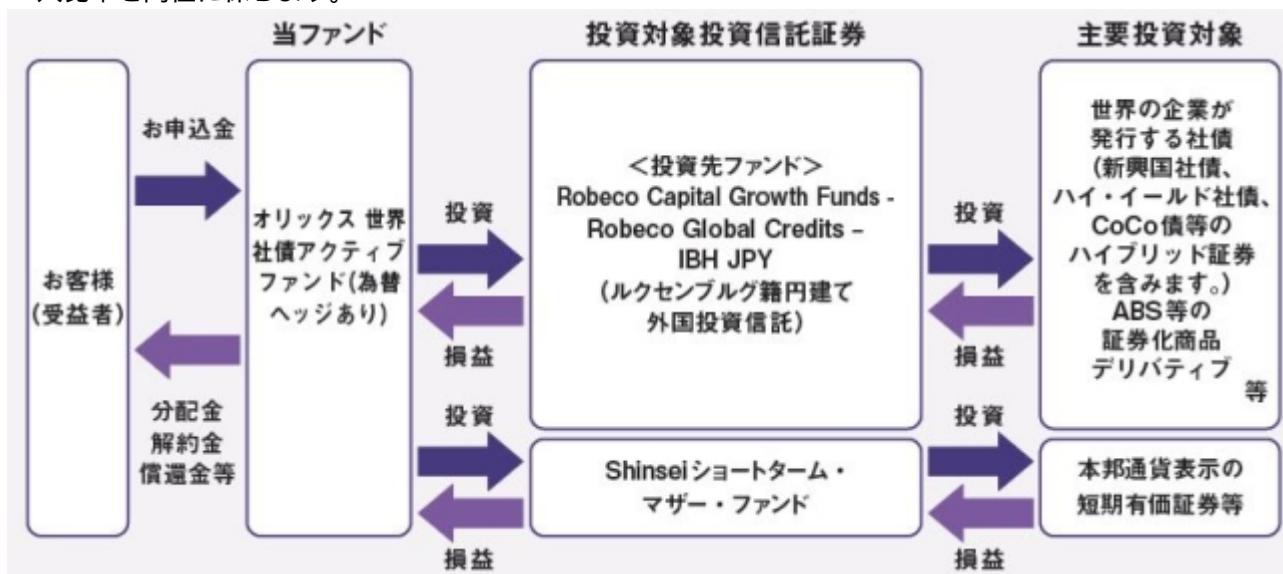 当ファンド
投資対象投資信託証券
主要投資対象
お客様
(受益者)
お申込金
分配金
解約金
償還金等
オリックス 世界
社債アクティブ
ファンド(為替
ヘッジあり)
投資
損益
投資
損益
<投資先ファンド>
Robeco Capital Growth Funds -
Robeco Global Credits –
IBH JPY
(ルクセンブルグ籍円建て
外国投資信託)
Shinseiショートターム・
マザー・ファンド
投資
損益
投資
損益
世界の企業が
発行する社債
(新興国社債、
ハイ・イールド社債、
CoCo債等の
ハイブリッド証券
を含みます。)
ABS等の
証券化商品
デリバティブ
等
本邦通貨表示の
短期有価証券等